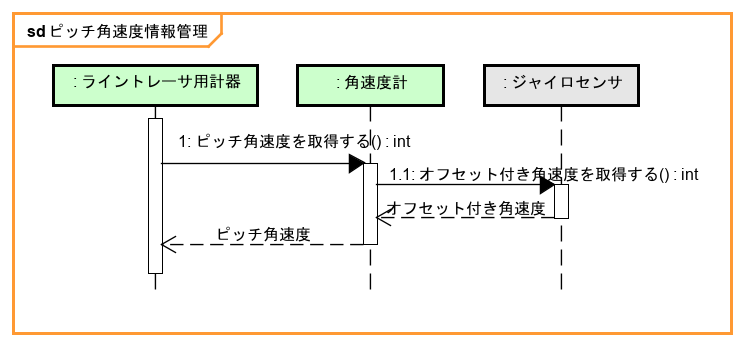 sd ピッチ角速度情報管理
: ライントレーサ用計器
: 角速度計
: ジャイロセンサ
1: ピッチ角速度を取得する() : int
1.1: オフセット付き角速度を取得する() : int
オフセット付き角速度
ピッチ角速度